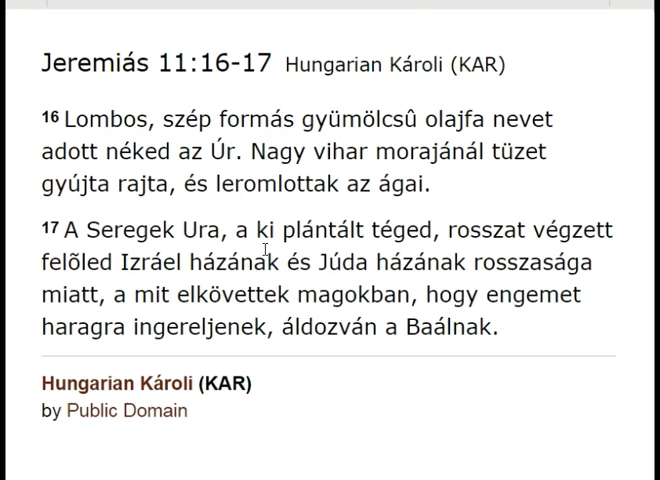 Jeremiás 11:16-17 Hungarian Károli (KAR)
16 Lombos, szép formás gyümölcsû olajfa nevet
adott néked az Úr. Nagy vihar morajánál tüzet
gyújta rajta, és leromlottak az ágai.
17 A Seregek Ura, a ki plántált téged, rosszat végzett
felõled Izráel házának és Júda házának rosszasága
miatt, a mit elkövettek magokban, hogy engemet
haragra ingereljenek, áldozván a Baálnak.
Hungarian Károli (KAR)
by Public Domain